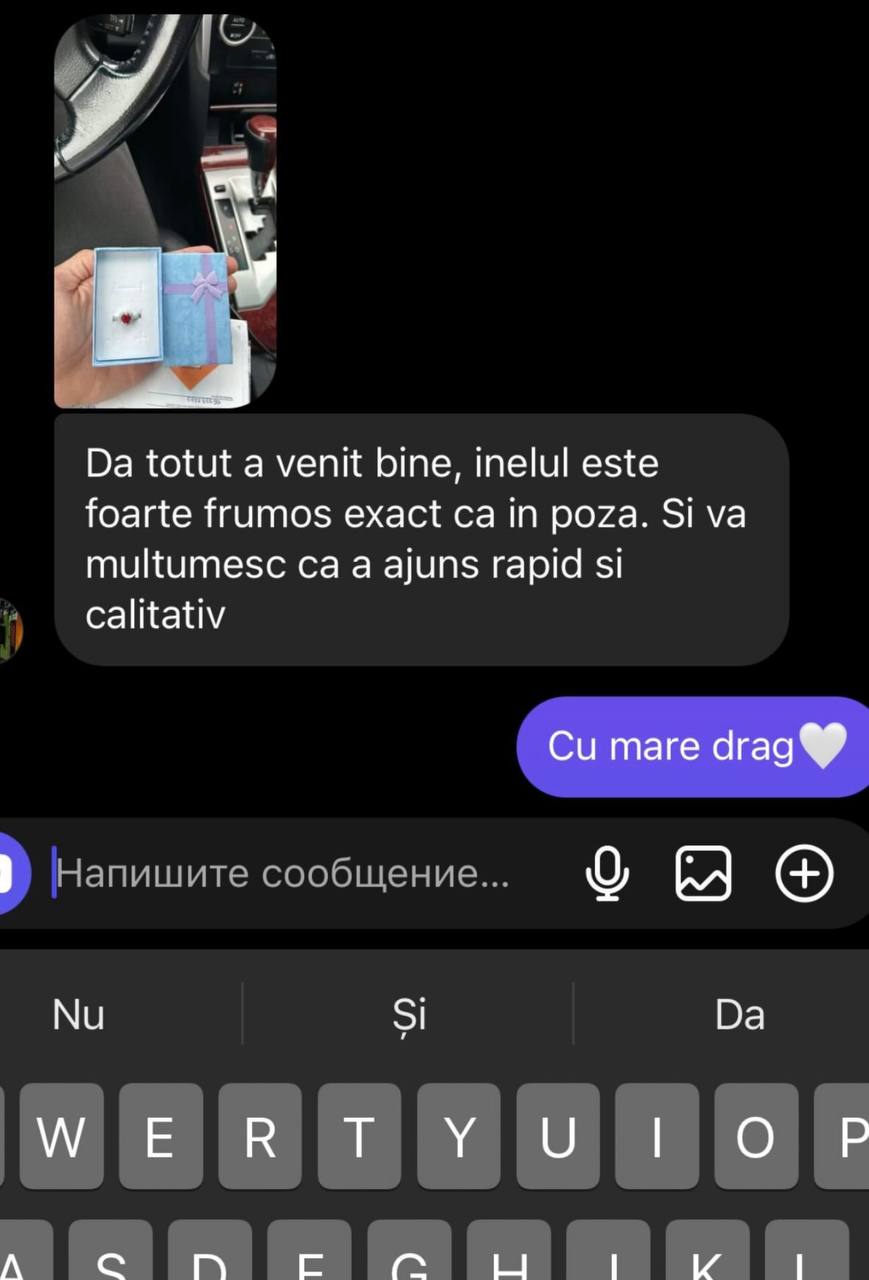 Da totut a venit bine, inelul este
foarte frumos exact ca in poza. Si va
multumesc ca a ajuns rapid si
calitativ
Cu mare drag🤍
Напишите сообщение...
Nu Și Da
W E R T Y U I O P
A S D F G H J K L